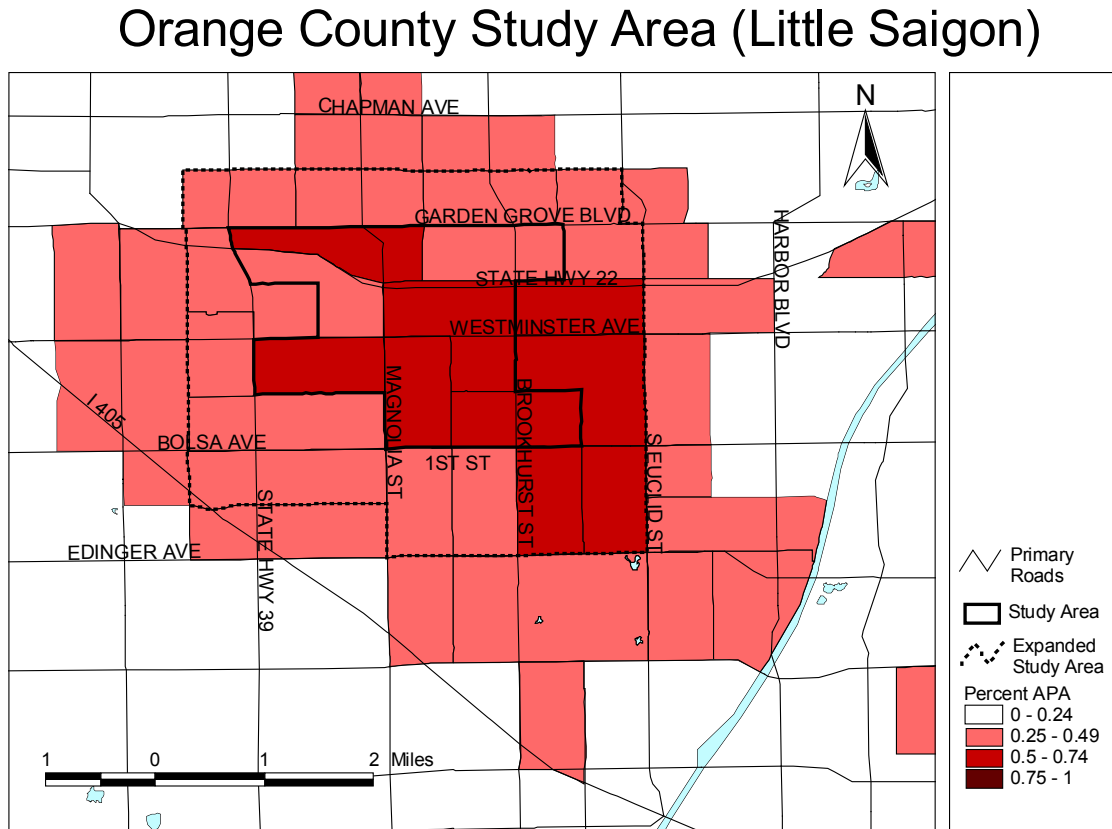 Orange County Study Area (Little Saigon)
CHAPMAN AVE
N
GARDEN GROVE BLVD
HARBOR BLVD
STATE HWY 22
WESTMINSTER AVE
MAGNOLIA ST
BROOKHURST ST
I 405
BOLSA AVE
1ST ST
S EUCLID ST
STATE HWY 39
EDINGER AVE
Primary
Roads
Study Area
Expanded
Study Area
Percent APA
0 - 0.24
0.25 - 0.49
0.5 - 0.74
0.75 - 1
1 0 1 2 Miles